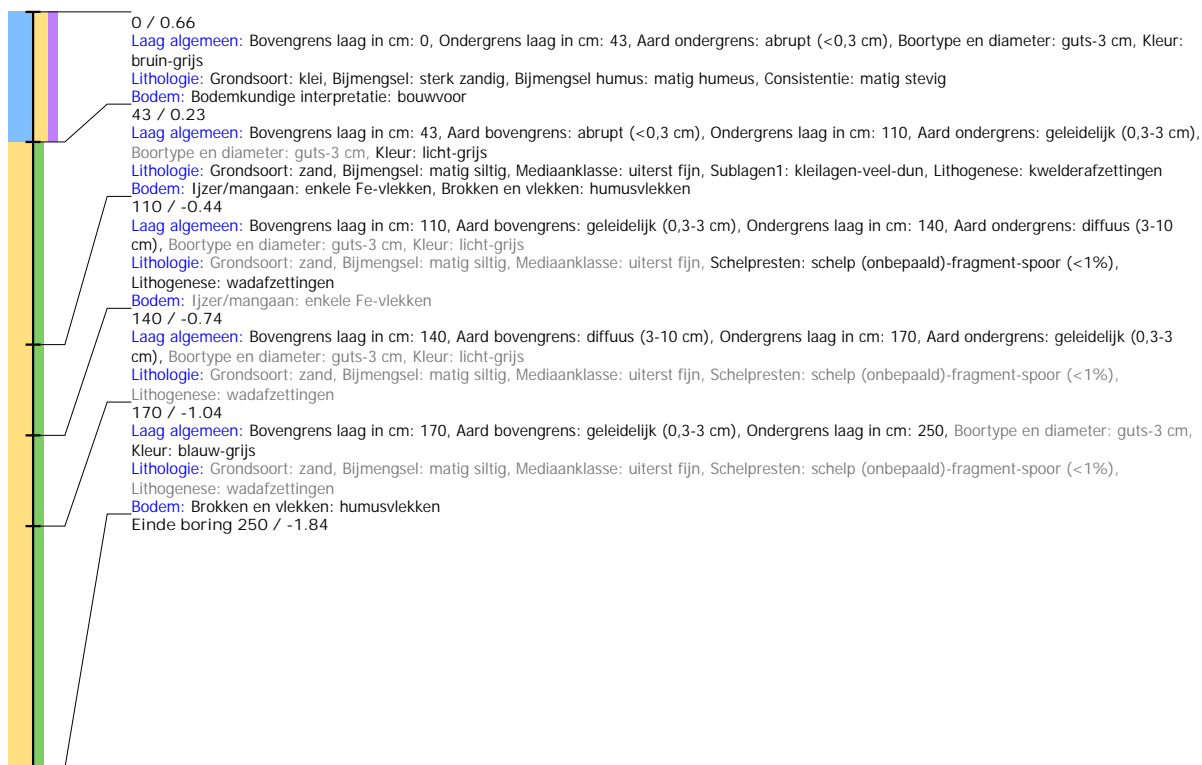 0 / 0.66
Laag algemeen: Bovengrens laag in cm: 0, Ondergrens laag in cm: 43, Aard ondergrens: abrupt (<0,3 cm), Boortype en diameter: guts-3 cm, Kleur:
bruin-grijs
Lithologie: Grondsoort: klei, Bijmengsel: sterk zandig, Bijmengsel humus: matig humeus, Consistentie: matig stevig
Bodem: Bodemkundige interpretatie: bouwvoor
43 / 0.23
Laag algemeen: Bovengrens laag in cm: 43, Aard bovengrens: abrupt (<0,3 cm), Ondergrens laag in cm: 110, Aard ondergrens: geleidelijk (0,3-3 cm),
Boortype en diameter: guts-3 cm, Kleur: licht-grijs
Lithologie: Grondsoort: zand, Bijmengsel: matig siltig, Mediaanklasse: uiterst fijn, Sublagen1: kleilagen-veel-dun, Lithogenese: kwelderafzettingen
Bodem: Ijzer/mangaan: enkele Fe-vlekken, Brokken en vlekken: humusvlekken
110 / -0.44
Laag algemeen: Bovengrens laag in cm: 110, Aard bovengrens: geleidelijk (0,3-3 cm), Ondergrens laag in cm: 140, Aard ondergrens: diffuus (3-10
cm), Boortype en diameter: guts-3 cm, Kleur: licht-grijs
Lithologie: Grondsoort: zand, Bijmengsel: matig siltig, Mediaanklasse: uiterst fijn, Schelpresten: schelp (onbepaald)-fragment-spoor (<1%),
Lithogenese: wadafzettingen
Bodem: Ijzer/mangaan: enkele Fe-vlekken
140 / -0.74
Laag algemeen: Bovengrens laag in cm: 140, Aard bovengrens: diffuus (3-10 cm), Ondergrens laag in cm: 170, Aard ondergrens: geleidelijk (0,3-3
cm), Boortype en diameter: guts-3 cm, Kleur: licht-grijs
Lithologie: Grondsoort: zand, Bijmengsel: matig siltig, Mediaanklasse: uiterst fijn, Schelpresten: schelp (onbepaald)-fragment-spoor (<1%),
Lithogenese: wadafzettingen
170 / -1.04
Laag algemeen: Bovengrens laag in cm: 170, Aard bovengrens: geleidelijk (0,3-3 cm), Ondergrens laag in cm: 250, Boortype en diameter: guts-3 cm,
Kleur: blauw-grijs
Lithologie: Grondsoort: zand, Bijmengsel: matig siltig, Mediaanklasse: uiterst fijn, Schelpresten: schelp (onbepaald)-fragment-spoor (<1%),
Lithogenese: wadafzettingen
Bodem: Brokken en vlekken: humusvlekken
Einde boring 250 / -1.84